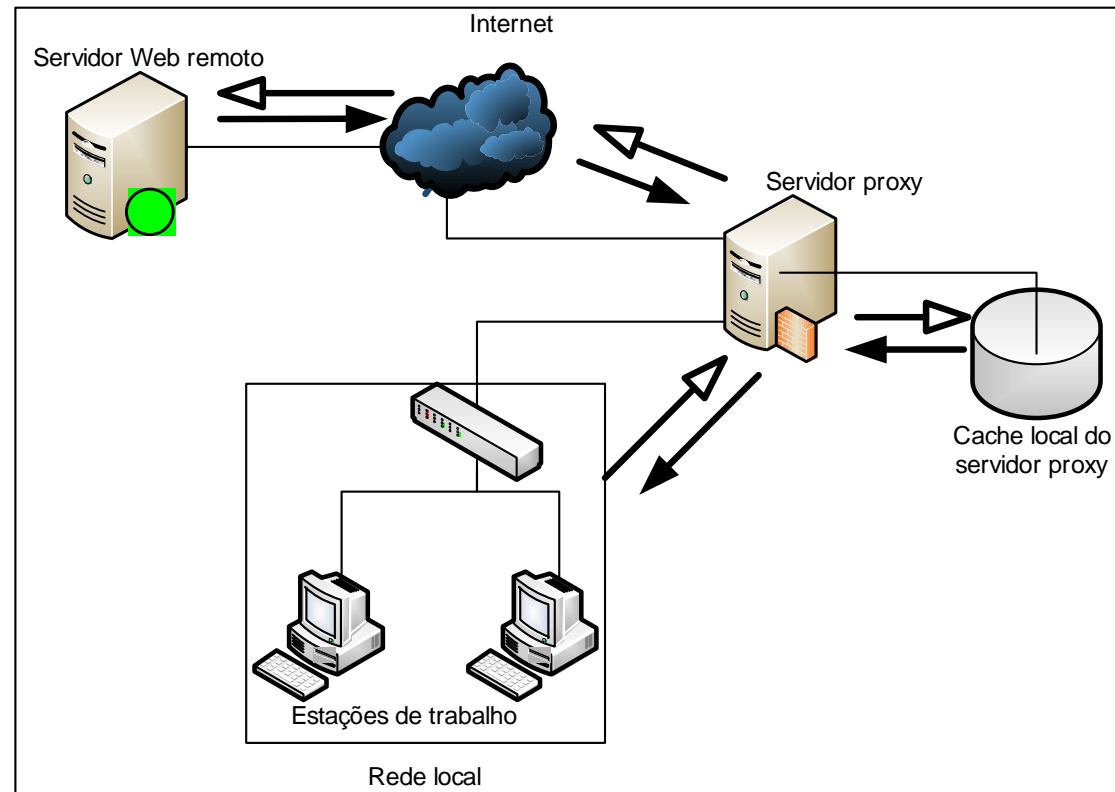 Internet
Servidor Web remoto
Servidor proxy
Cache local do
servidor proxy
Estações de trabalho
Rede local